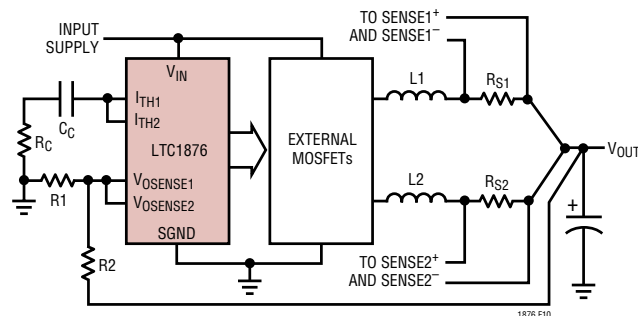 TO SENSE1+
AND SENSE1−
INPUT
SUPPLY
VIN
L1
RS1
ITH1
ITH2
CC
RC
LTC1876
EXTERNAL
MOSFETs
VOUT
R1
VOSENSE1
VOSENSE2
L2
RS2
+
SGND
R2
TO SENSE2+
AND SENSE2−
1876 F10